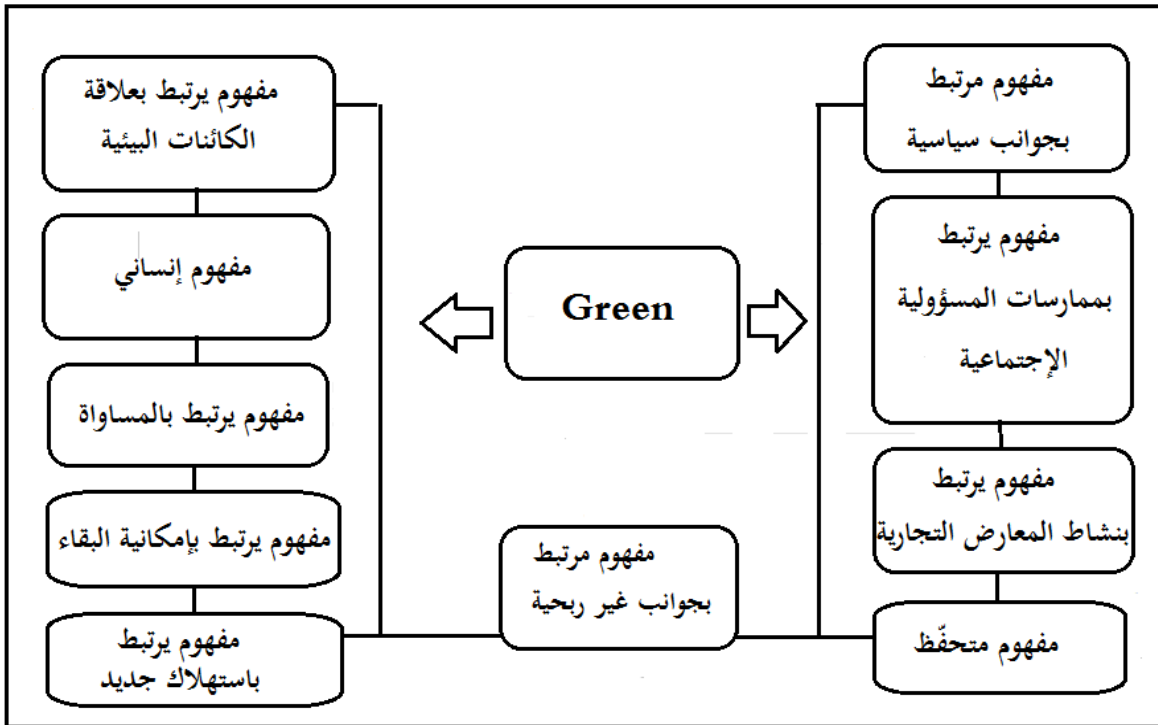 مفهوم مرتبط
بجوانب سياسية
مفهوم يرتبط
بممارسات المسؤولية
الإجتماعية
مفهوم يرتبط
بنشاط المعارض التجارية
مفهوم متحفّظ
Green
مفهوم مرتبط
بجوانب غير ربحية
مفهوم يرتبط بعلاقة
الكائنات البيئية
مفهوم إنساني
مفهوم يرتبط بالمساواة
مفهوم يرتبط بإمكانية البقاء
مفهوم يرتبط
باستهلاك جديد